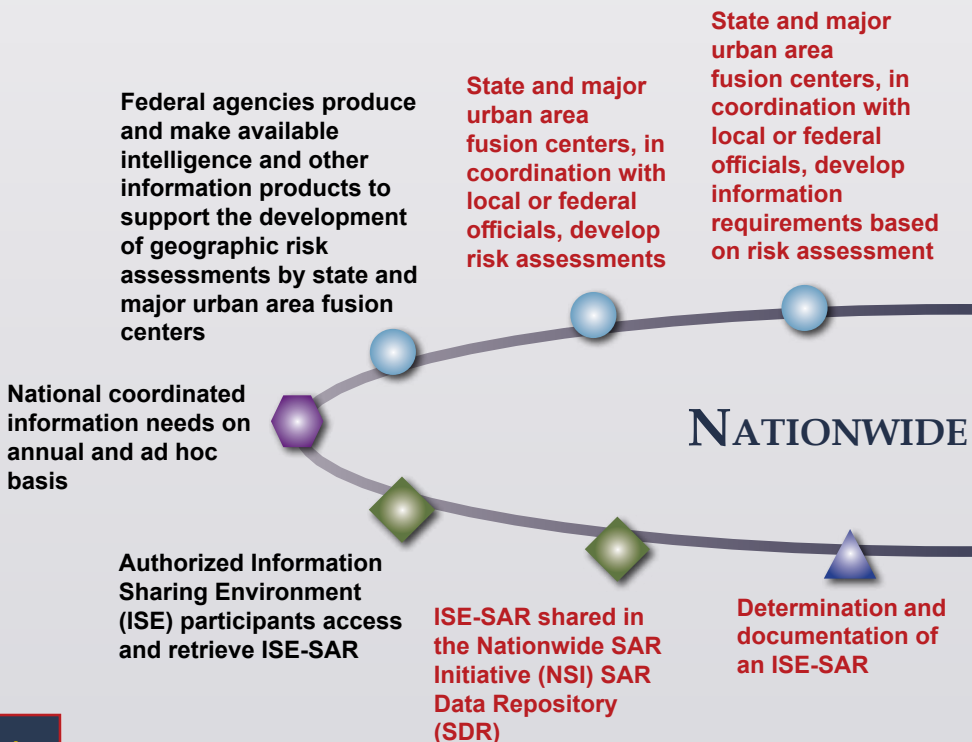 State and major
urban area
fusion centers, in
coordination with
local or federal
officials, develop
information
requirements based
on risk assessment
State and major
urban area
fusion centers, in
coordination with
local or federal
officials, develop
risk assessments
Federal agencies produce
and make available
intelligence and other
information products to
support the development
of geographic risk
assessments by state and
major urban area fusion
centers
National coordinated
information needs on
annual and ad hoc
basis
NATIONWIDE
Authorized Information
Sharing Environment
(ISE) participants access
and retrieve ISE-SAR
ISE-SAR shared in
the Nationwide SAR
Initiative (NSI) SAR
Data Repository
(SDR)
Determination and
documentation of
an ISE-SAR